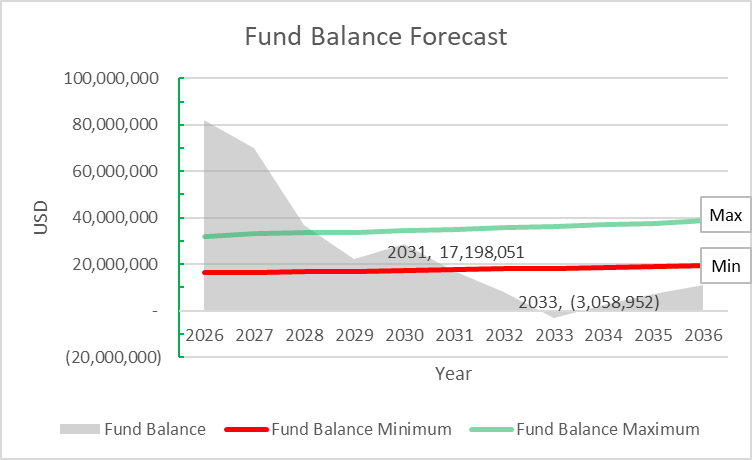 Fund Balance Forecast
100,000,000
80,000,000
60,000,000
40,000,000
20,000,000
-
(20,000,000)
USD
Max
Min
2031, 17,198,051
2033, (3,058,952)
2026 2027 2028 2029 2030 2031 2032 2033 2034 2035 2036
Year
Fund Balance Fund Balance Minimum Fund Balance Maximum